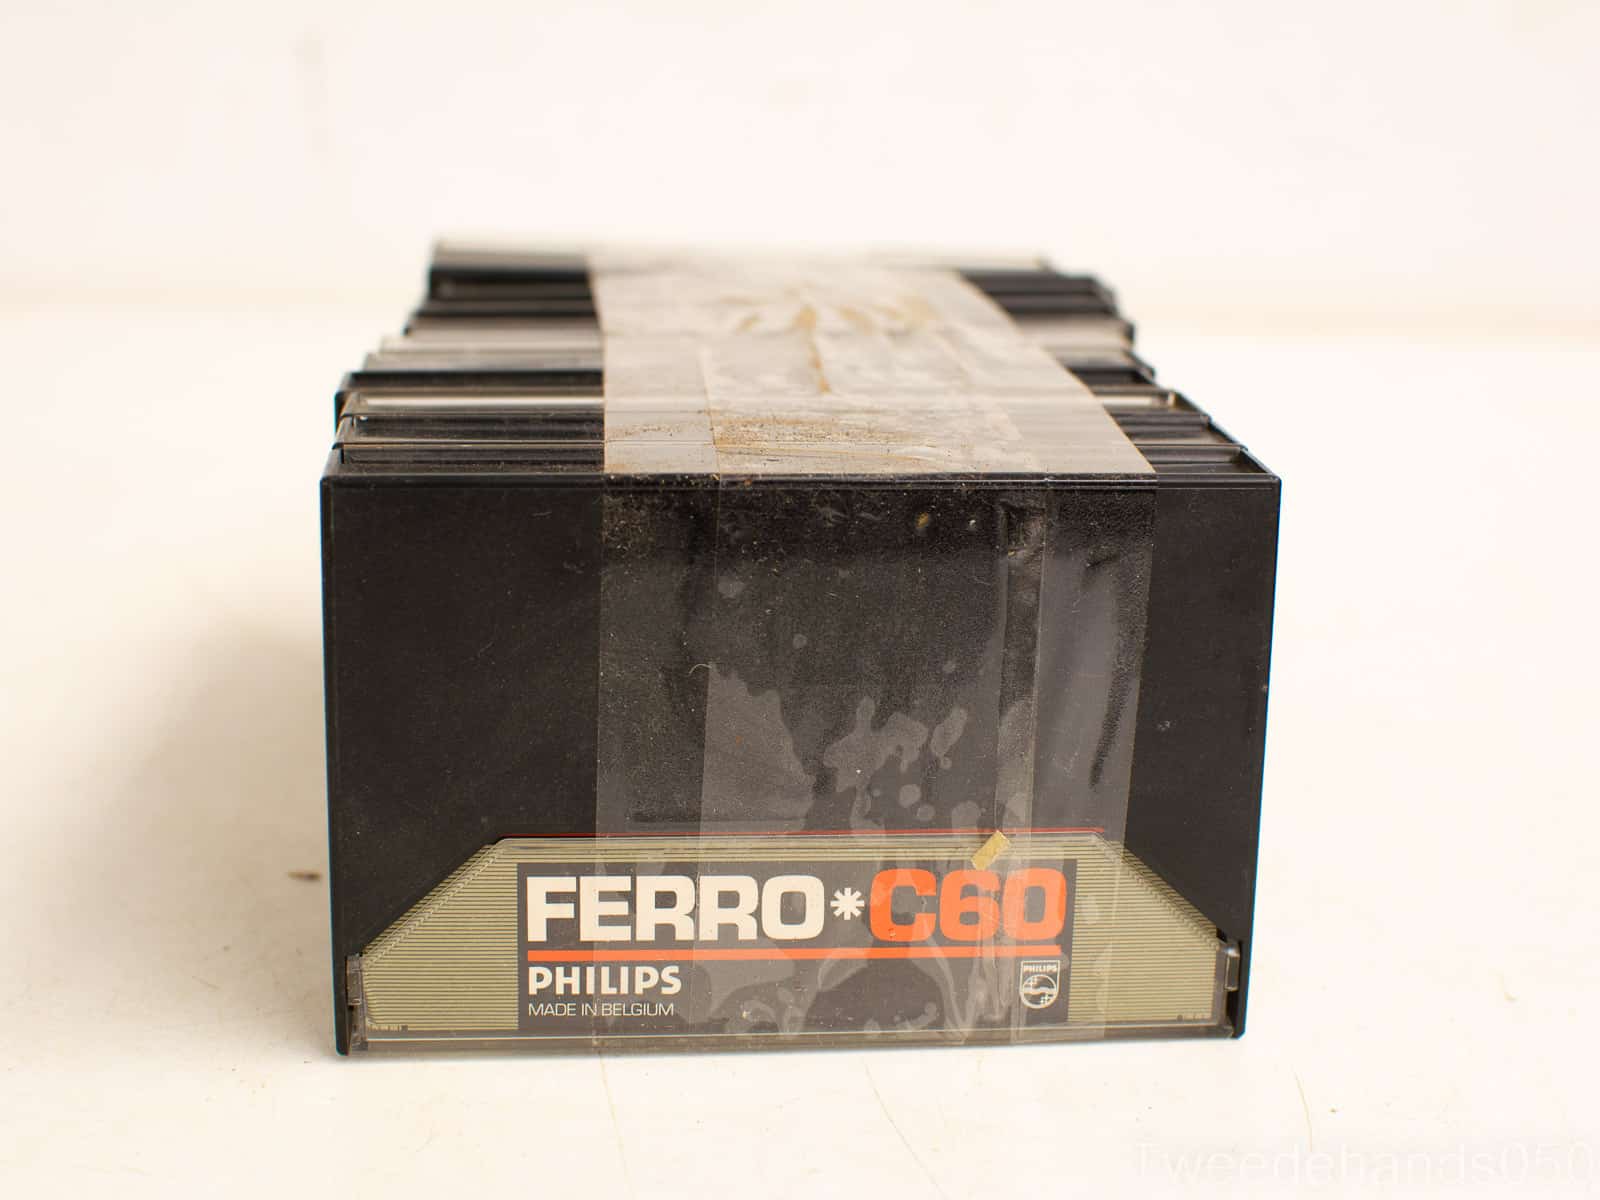 FERRO*C60
PHILIPS
PHILIPS
MADE IN BELGIUM
Tweedehands050